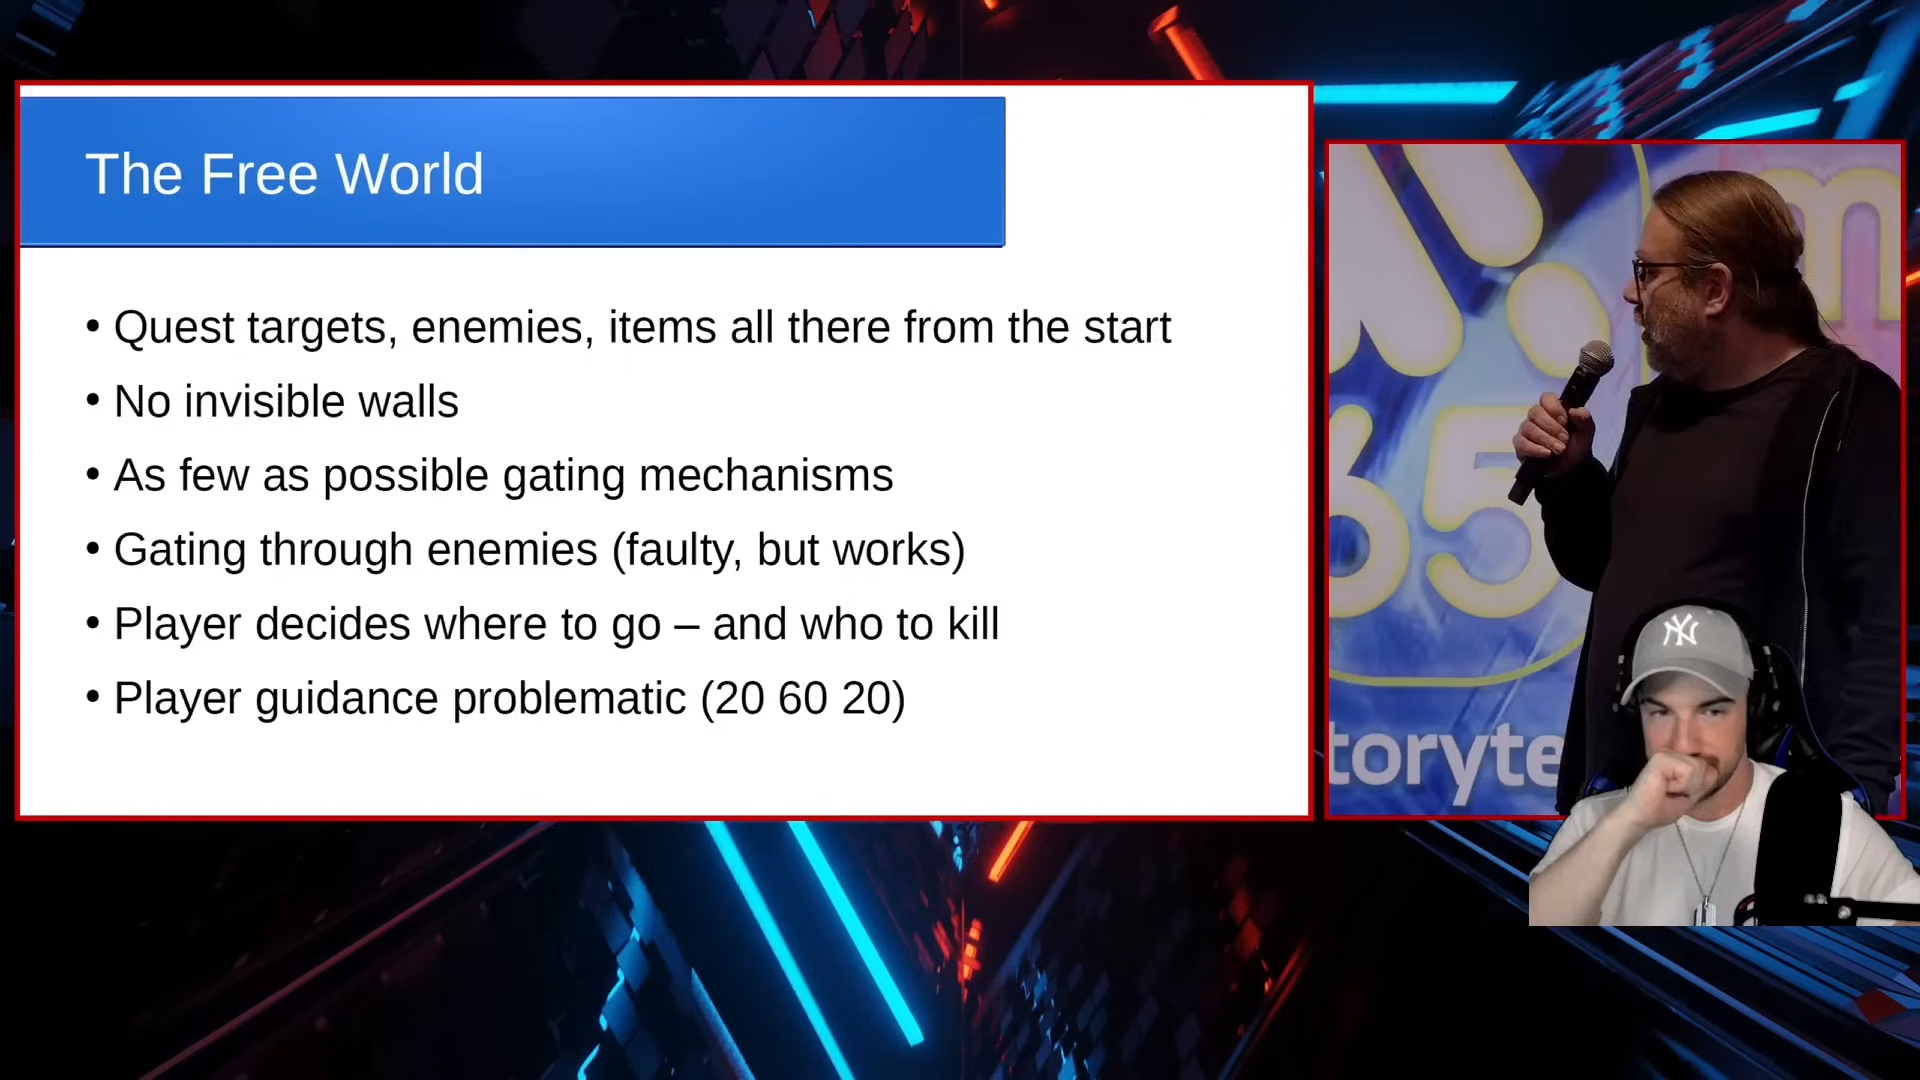 The Free World
• Quest targets, enemies, items all there from the start
• No invisible walls
• As few as possible gating mechanisms
• Gating through enemies (faulty, but works)
• Player decides where to go – and who to kill
• Player guidance problematic (20 60 20)
m
65
toryte
NY